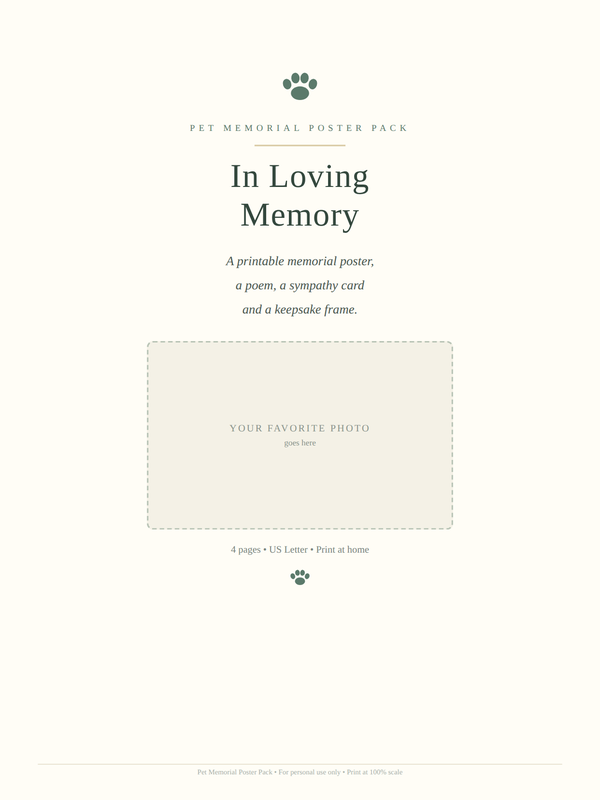 PET MEMORIAL POSTER PACK
In Loving
Memory
A printable memorial poster,
a poem, a sympathy card
and a keepsake frame.
YOUR FAVORITE PHOTO
goes here
4 pages • US Letter • Print at home
Pet Memorial Poster Pack • For personal use only • Print at 100% scale